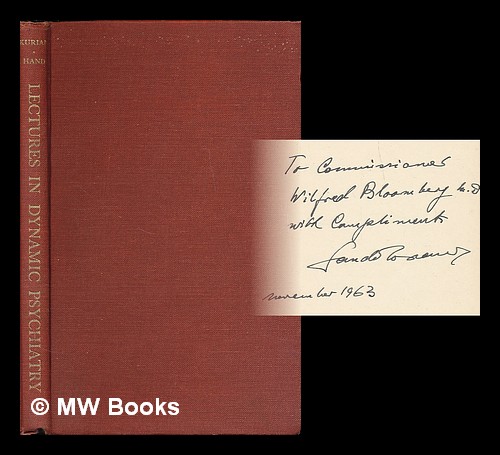 KURIAN
HAND
LECTURES IN DYNAMIC PSYCHIATRY
To Commissioner
Wilfred Bloomberg M.D
with Compliments
november 1963
© MW Books